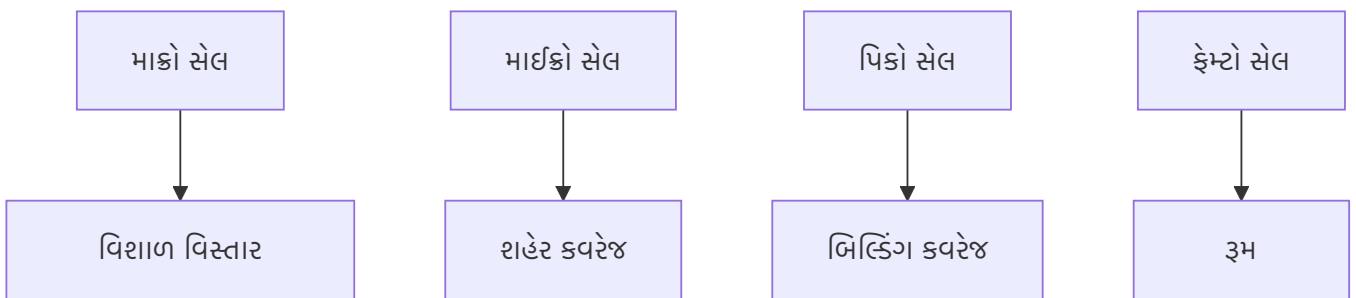 માક્રો સેલ
માઈક્રો સેલ
પિકો સેલ
ફેમ્ટો સેલ
વિશાળ વિસ્તાર
શહેર કવરેજ
બિલ્ડિંગ કવરેજ
રૂમ